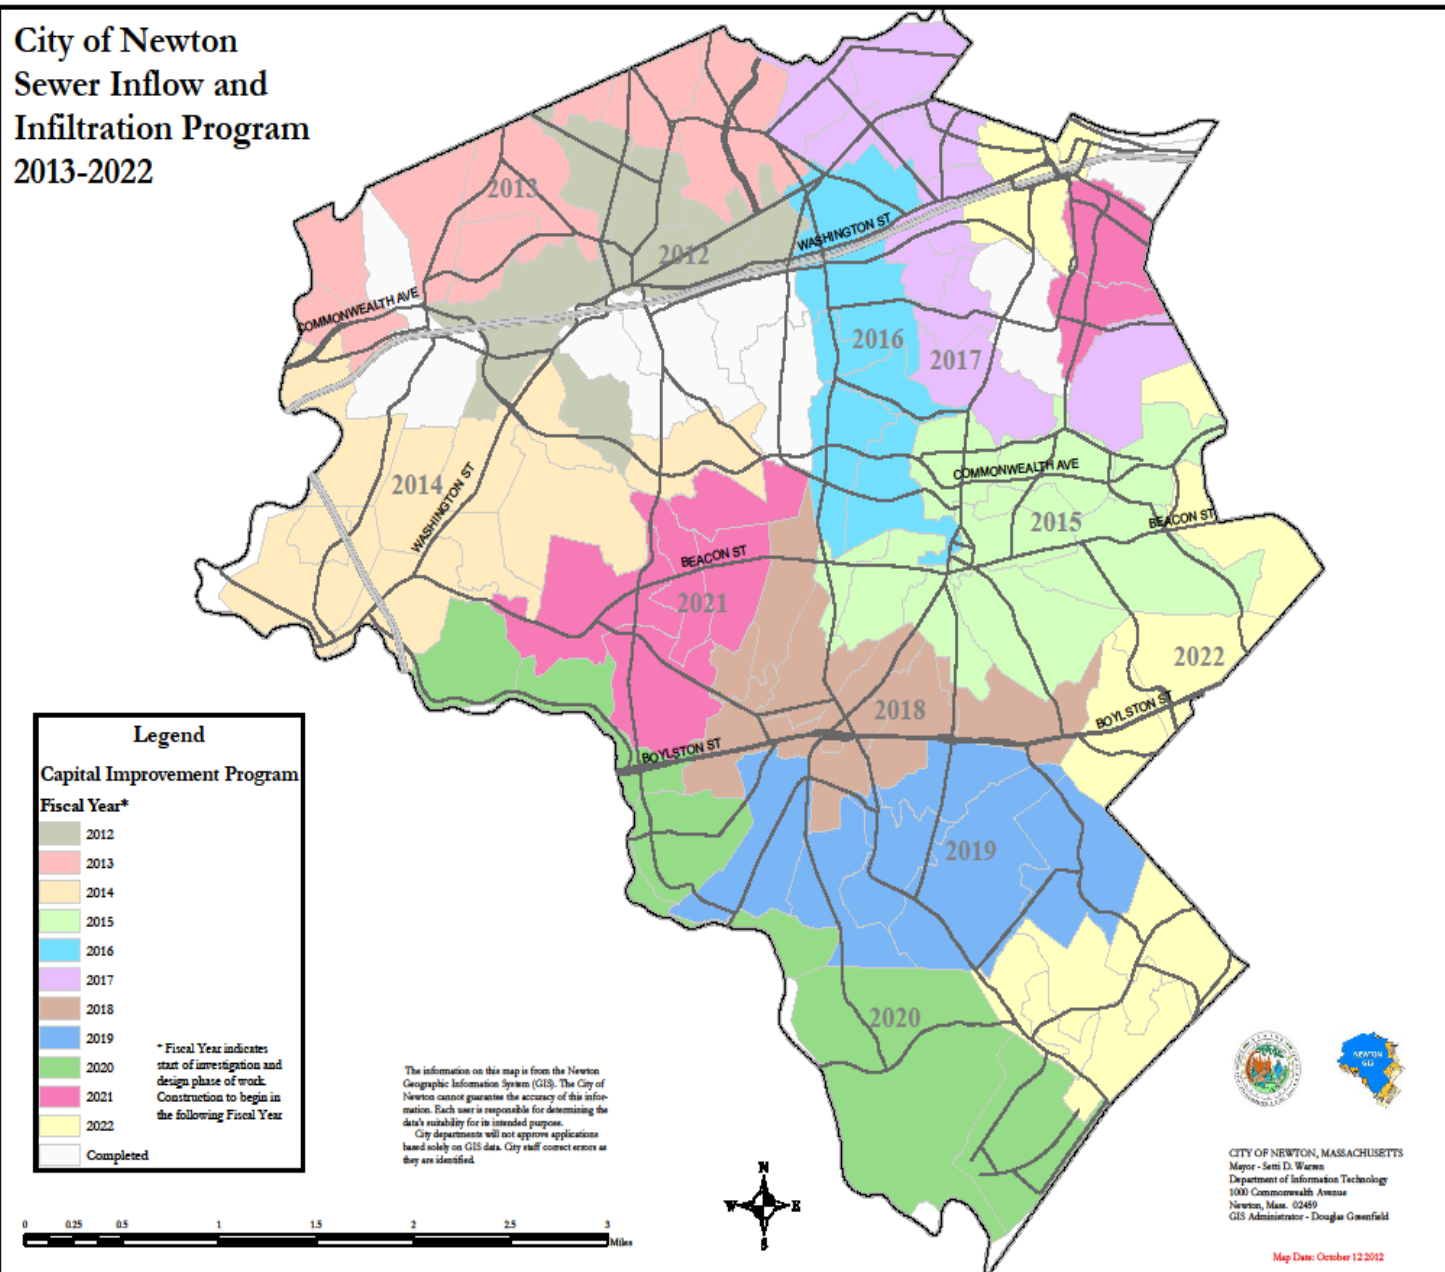 City of Newton
Sewer Inflow and
Infiltration Program
2013-2022
2013
2012
WASHINGTON ST
COMMONWEALTH AVE
2016
2017
2014
WASHINGTON ST
COMMONWEALTH AVE
2015
BEACON ST
BEACON ST
2021
2022
2018
BOYLSTON ST
BOYLSTON ST
2019
2020
Legend
Capital Improvement Program
Fiscal Year*
2012
2013
2014
2015
2016
2017
2018
2019
2020
2021
2022
Completed
* Fiscal Year indicates
start of investigation and
design phase of work.
Construction to begin in
the following Fiscal Year
The information on this map is from the Newton
Geographic Information System (GIS). The City of
Newton cannot guarantee the accuracy of this infor-
mation. Each user is responsible for determining the
data's suitability for its intended purpose.
City departments will not approve applications
based solely on GIS data. City staff correct errors as
they are identified.
N
W E
S
0 0.25 0.5 1 1.5 2 2.5 3
Miles
NEWTON
GIS
CITY OF NEWTON, MASSACHUSETTS
Mayor - Setti D. Warren
Department of Information Technology
1000 Commonwealth Avenue
Newton, Mass. 02459
GIS Administrator - Douglas Greenfield
Map Date: October 12 2012